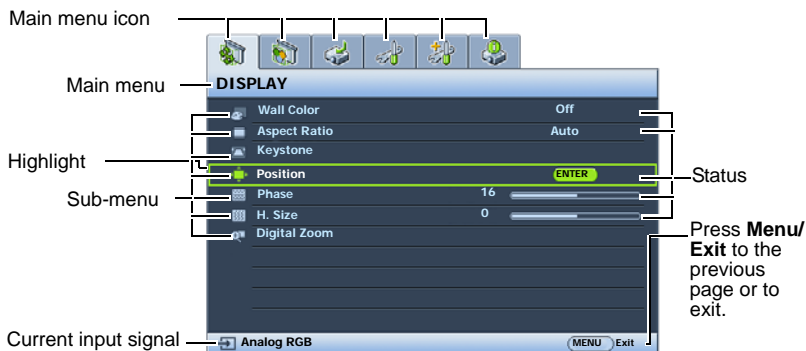 Main menu icon
Main menu
DISPLAY
Wall Color Off
Aspect Ratio Auto
Keystone
Highlight
Position ENTER
Status
Sub-menu
Phase 16
H. Size 0
Digital Zoom
Press Menu/
Exit to the
previous
page or to
exit.
Current input signal
Analog RGB
MENU Exit